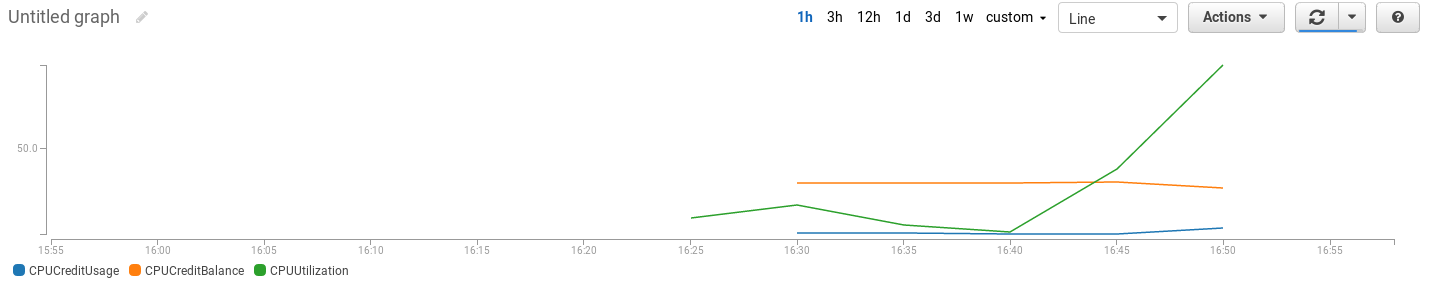 Untitled graph 1h 3h 12h 1d 3d 1w custom Line Actions ?
50.0
15:55 16:00 16:05 16:10 16:15 16:20 16:25 16:30 16:35 16:40 16:45 16:50 16:55
CPUCreditUsage CPUCreditBalance CPUUtilization